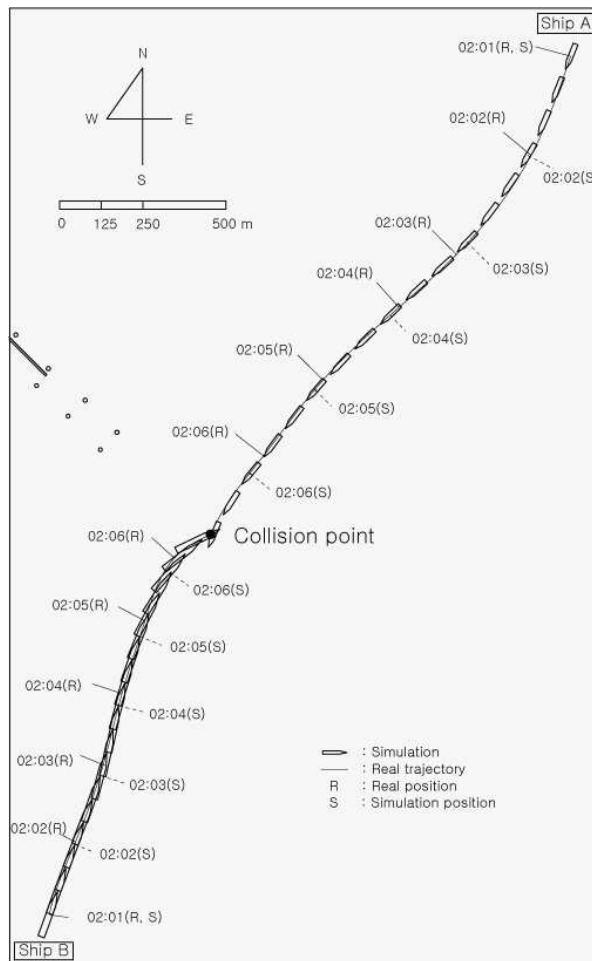 Ship A
02:01(R, S)
N
W E
S
02:02(R)
02:02(S)
0 125 250 500 m
02:03(R)
02:03(S)
02:04(R)
02:04(S)
02:05(R)
02:05(S)
02:06(R)
02:06(S)
Collision point
02:06(R)
02:06(S)
02:05(R)
02:05(S)
02:04(R)
02:04(S)
: Simulation
: Real trajectory
R : Real position
S : Simulation position
02:03(R)
02:03(S)
02:02(R)
02:02(S)
02:01(R, S)
Ship B